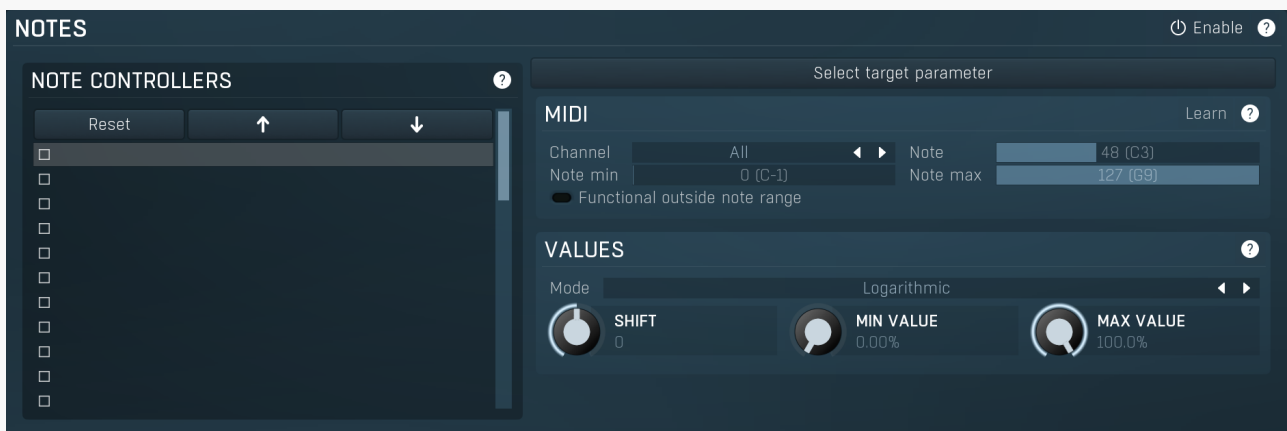 NOTES
Enable ?
NOTE CONTROLLERS ?
Reset
Select target parameter
MIDI
Learn ?
Channel All Note 48 (C3)
Note min 0 (C-1) Note max 127 (G9)
Functional outside note range
VALUES ?
Mode Logarithmic
SHIFT
0
MIN VALUE
0.00%
MAX VALUE
100.0%